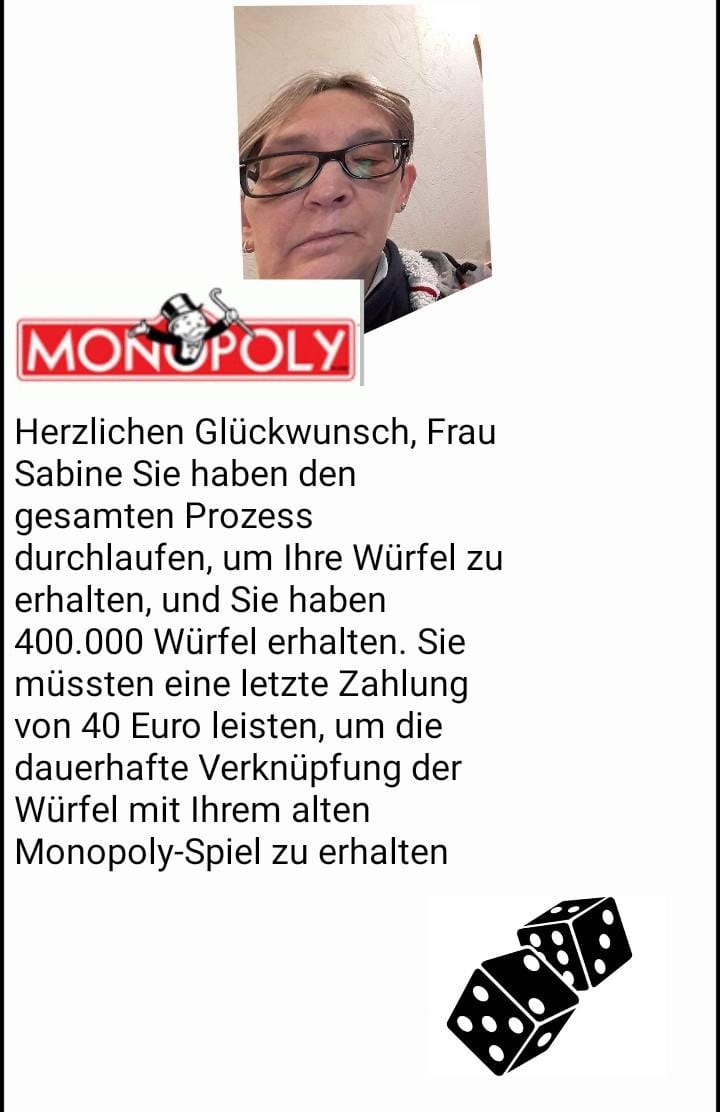 MONOPOLY
Herzlichen Glückwunsch, Frau
Sabine Sie haben den
gesamten Prozess
durchlaufen, um Ihre Würfel zu
erhalten, und Sie haben
400.000 Würfel erhalten. Sie
müssten eine letzte Zahlung
von 40 Euro leisten, um die
dauerhafte Verknüpfung der
Würfel mit Ihrem alten
Monopoly-Spiel zu erhalten